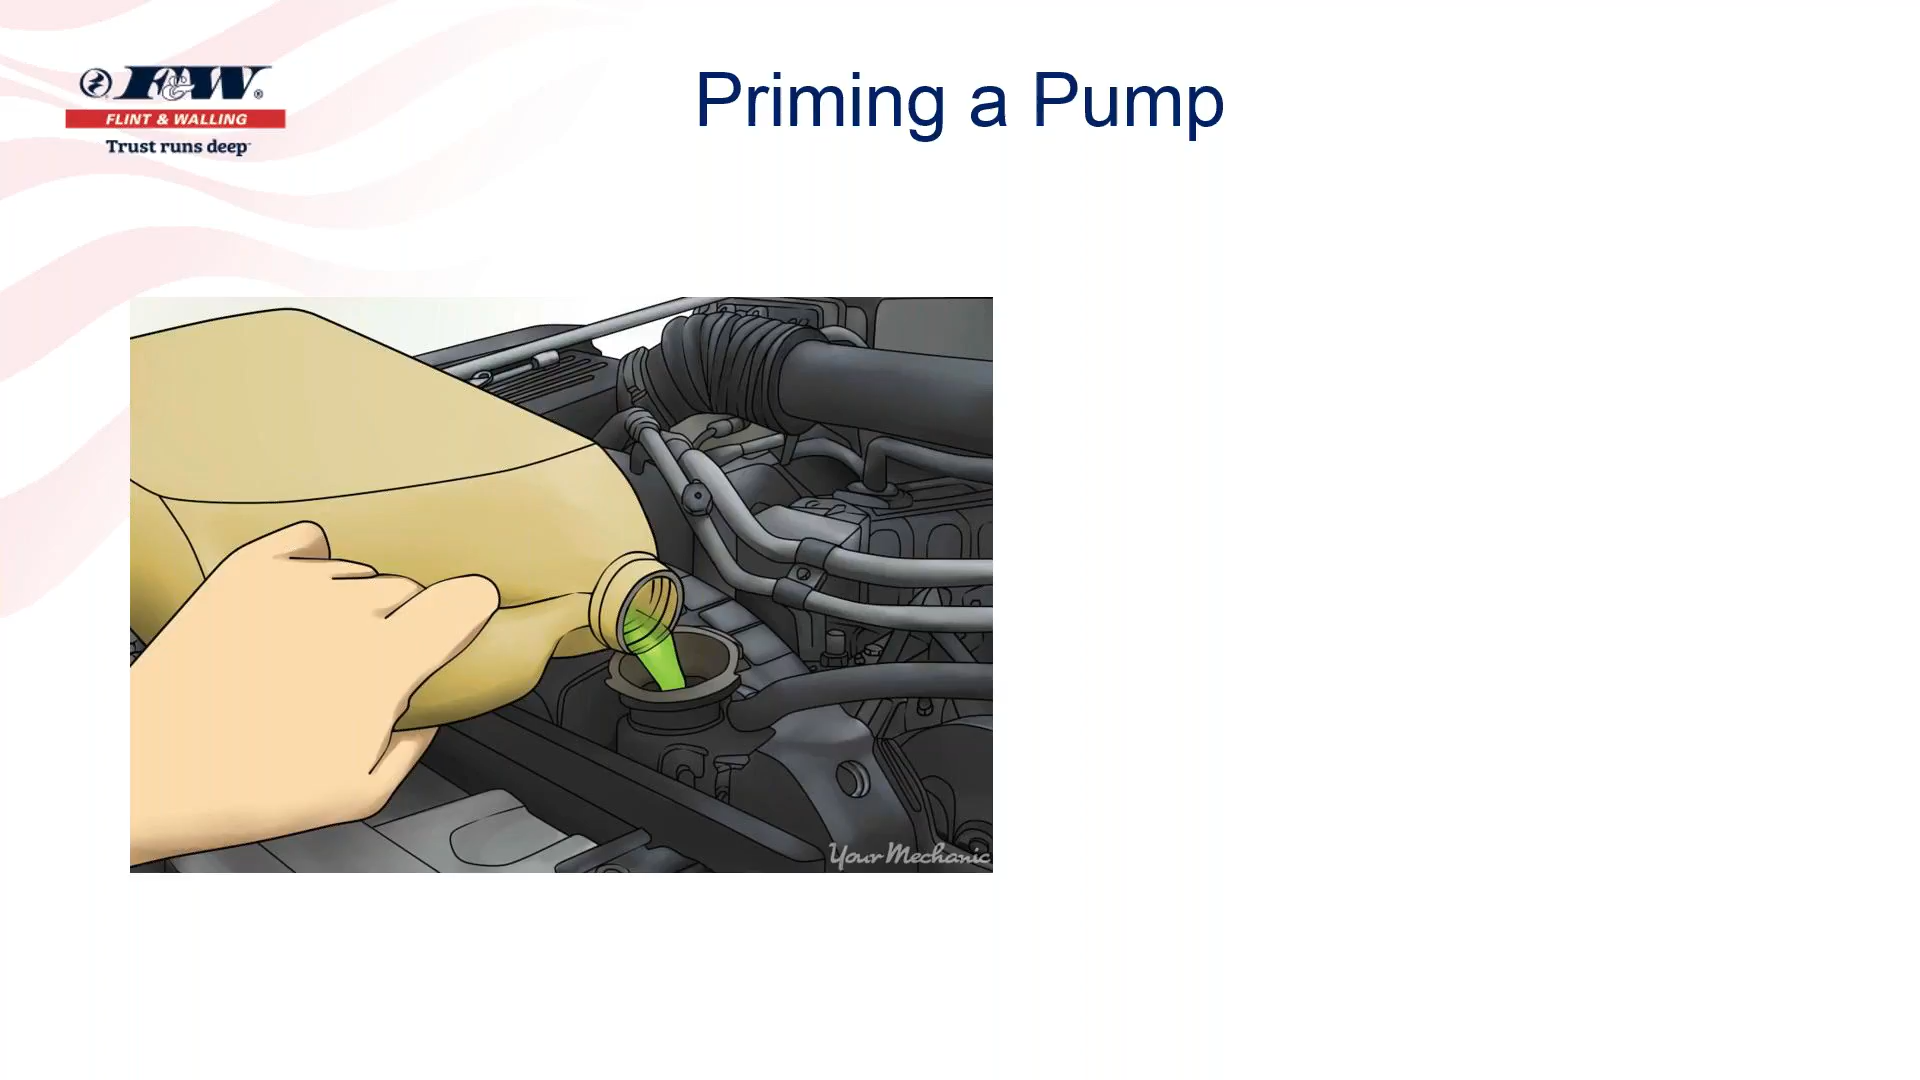 F&W®
FLINT & WALLING
Trust runs deep
Priming a Pump
YourMechanic